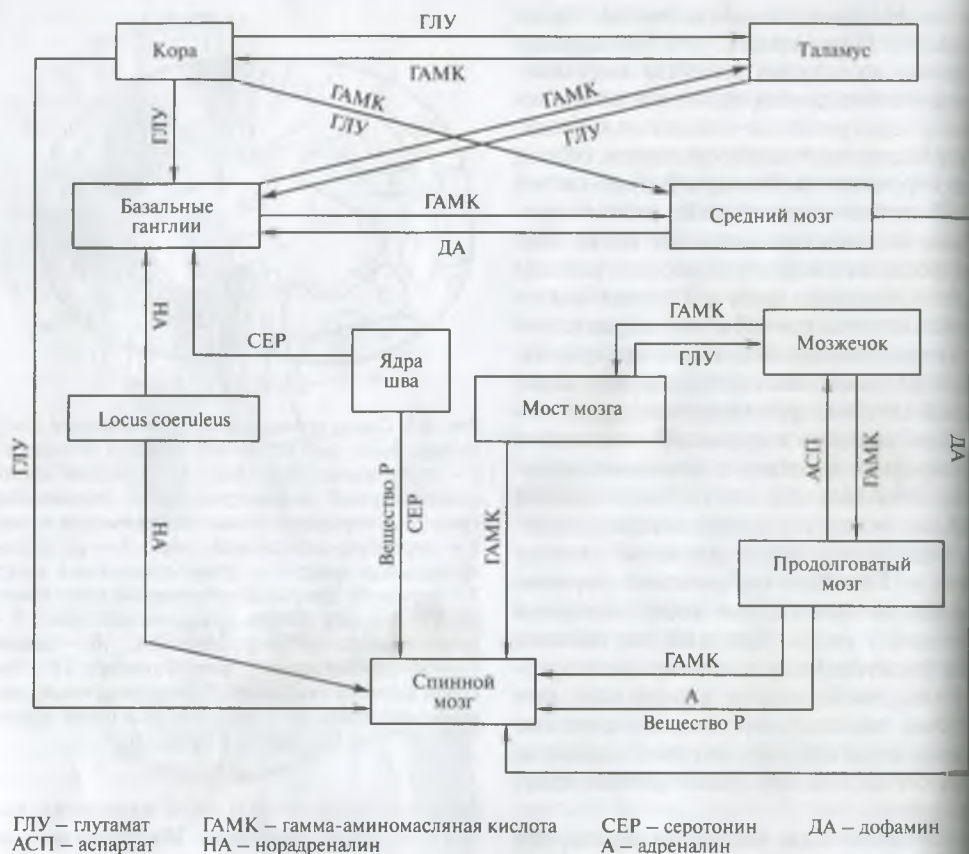 ГЛУ
Кора
Таламус
ГАМК
ГАМК
ГЛУ
ГЛУ
ГЛУ
Базальные
ганглии
ГАМК
Средний мозг
ДА
НА
СЕР
Ядра
шва
ГАМК
Мозжечок
ГЛУ
Мост мозга
Locus coeruleus
ГЛУ
ДА
АСП
ГАМК
Вещество Р
СЕР
ГАМК
НА
Продолговатый
мозг
ГАМК
Спинной
мозг
А
Вещество Р
ГЛУ – глутамат ГАМК – гамма-аминомасляная кислота СЕР – серотонин ДА – дофамин
АСП – аспартат НА – норадреналин А – адреналин